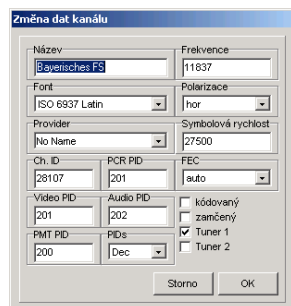 Změna dat kanálu
Název
Frekvence
Bayerisches FS
11837
Font
Polarizace
ISO 6937 Latin
hor
Provider
Symbolová rychlost
No Name
27500
Ch. ID
PCR PID
FEC
28107
201
auto
Video PID
Audio PID
kódovaný
201
202
zamčený
PMT PID
PIDs
Tuner 1
200
Dec
Tuner 2
Storno
OK